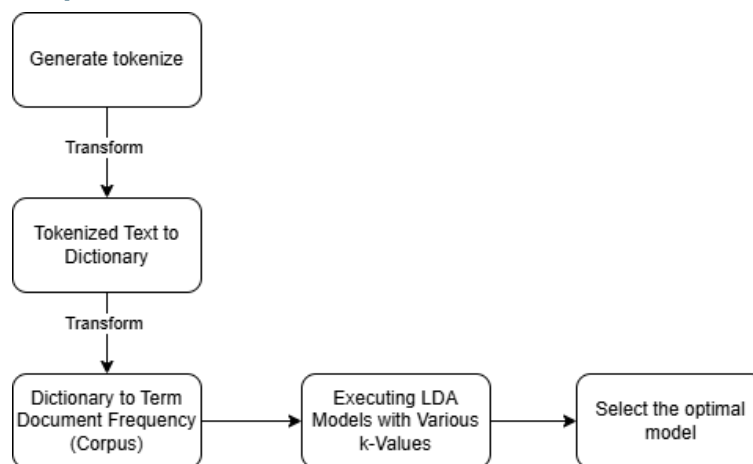 Generate tokenize
Transform
Tokenized Text to
Dictionary
Transform
Dictionary to Term
Document Frequency
(Corpus)
Executing LDA
Models with Various
k-Values
Select the optimal
model